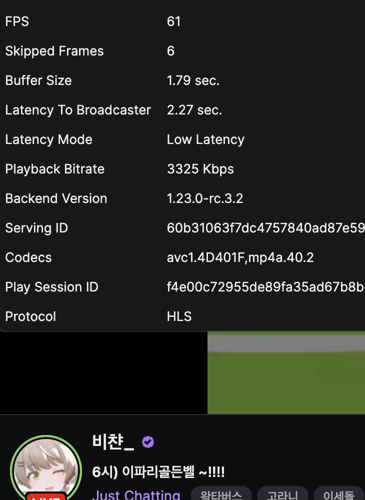 FPS 61
Skipped Frames 6
Buffer Size 1.79 sec.
Latency To Broadcaster 2.27 sec.
Latency Mode Low Latency
Playback Bitrate 3325 Kbps
Backend Version 1.23.0-rc.3.2
Serving ID 60b31063f7dc4757840ad87e59
Codecs avc1.4D401F,mp4a.40.2
Play Session ID f4e00c72955de89fa35ad67b8b
Protocol HLS
비챤_
6시) 이파리골든벨 ~!!!!
Just Chatting 왁타버스 고라니 이세돌